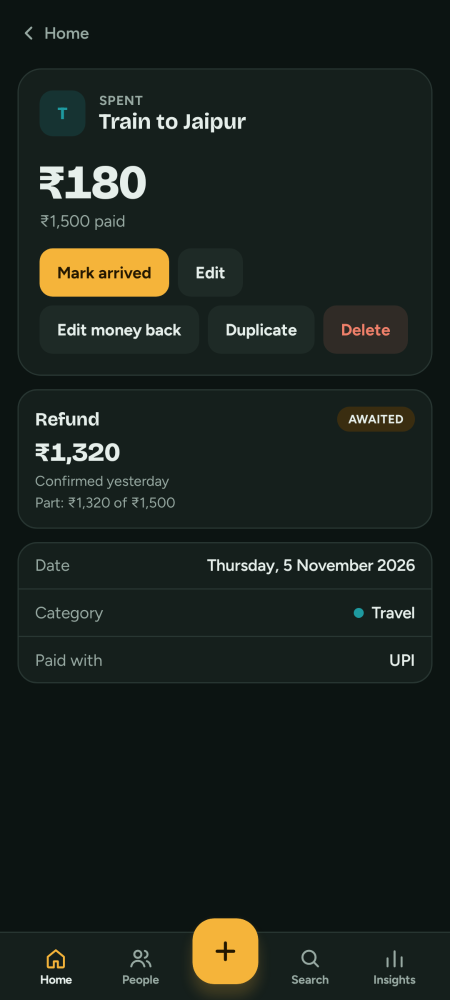 Home
T
SPENT
Train to Jaipur
₹180
₹1,500 paid
Mark arrived
Edit
Edit money back
Duplicate
Delete
Refund
AWAITED
₹1,320
Confirmed yesterday
Part: ₹1,320 of ₹1,500
Date
Thursday, 5 November 2026
Category
Travel
Paid with
UPI
Home
People
Search
Insights